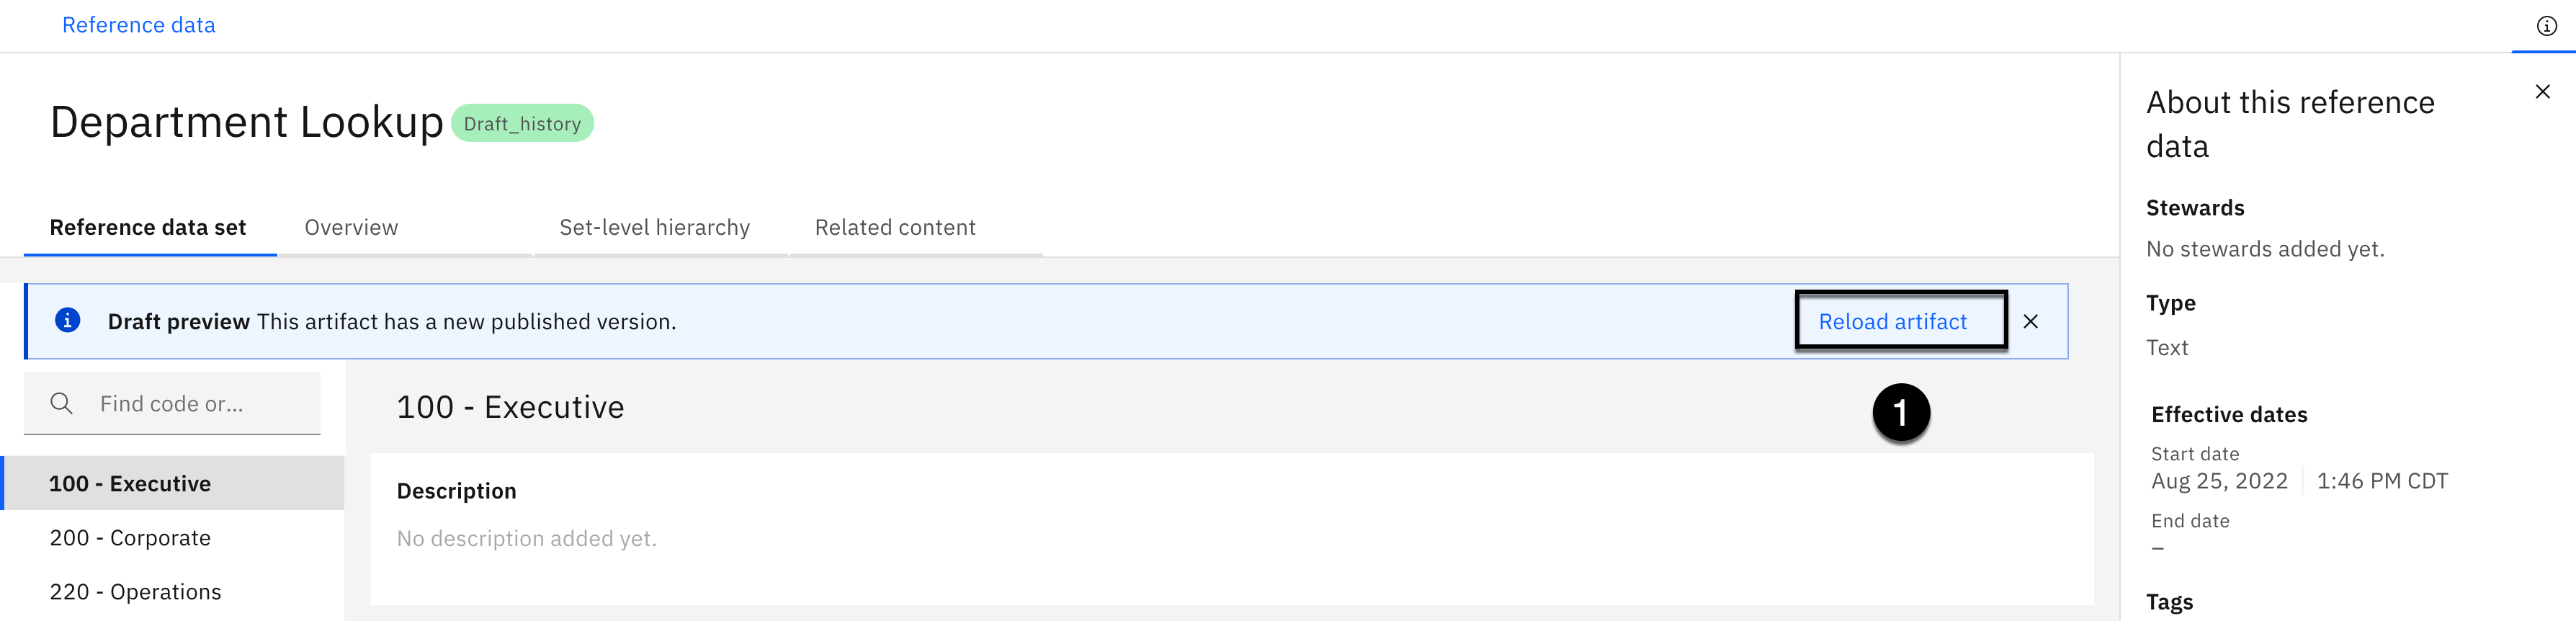 Reference data
Department Lookup Draft_history
Reference data set Overview Set-level hierarchy Related content
Draft preview This artifact has a new published version. Reload artifact
Find code or...
100 - Executive
200 - Corporate
220 - Operations
100 - Executive
1
Description
No description added yet.
About this reference
data
Stewards
No stewards added yet.
Type
Text
Effective dates
Start date
Aug 25, 2022 1:46 PM CDT
End date
–
Tags